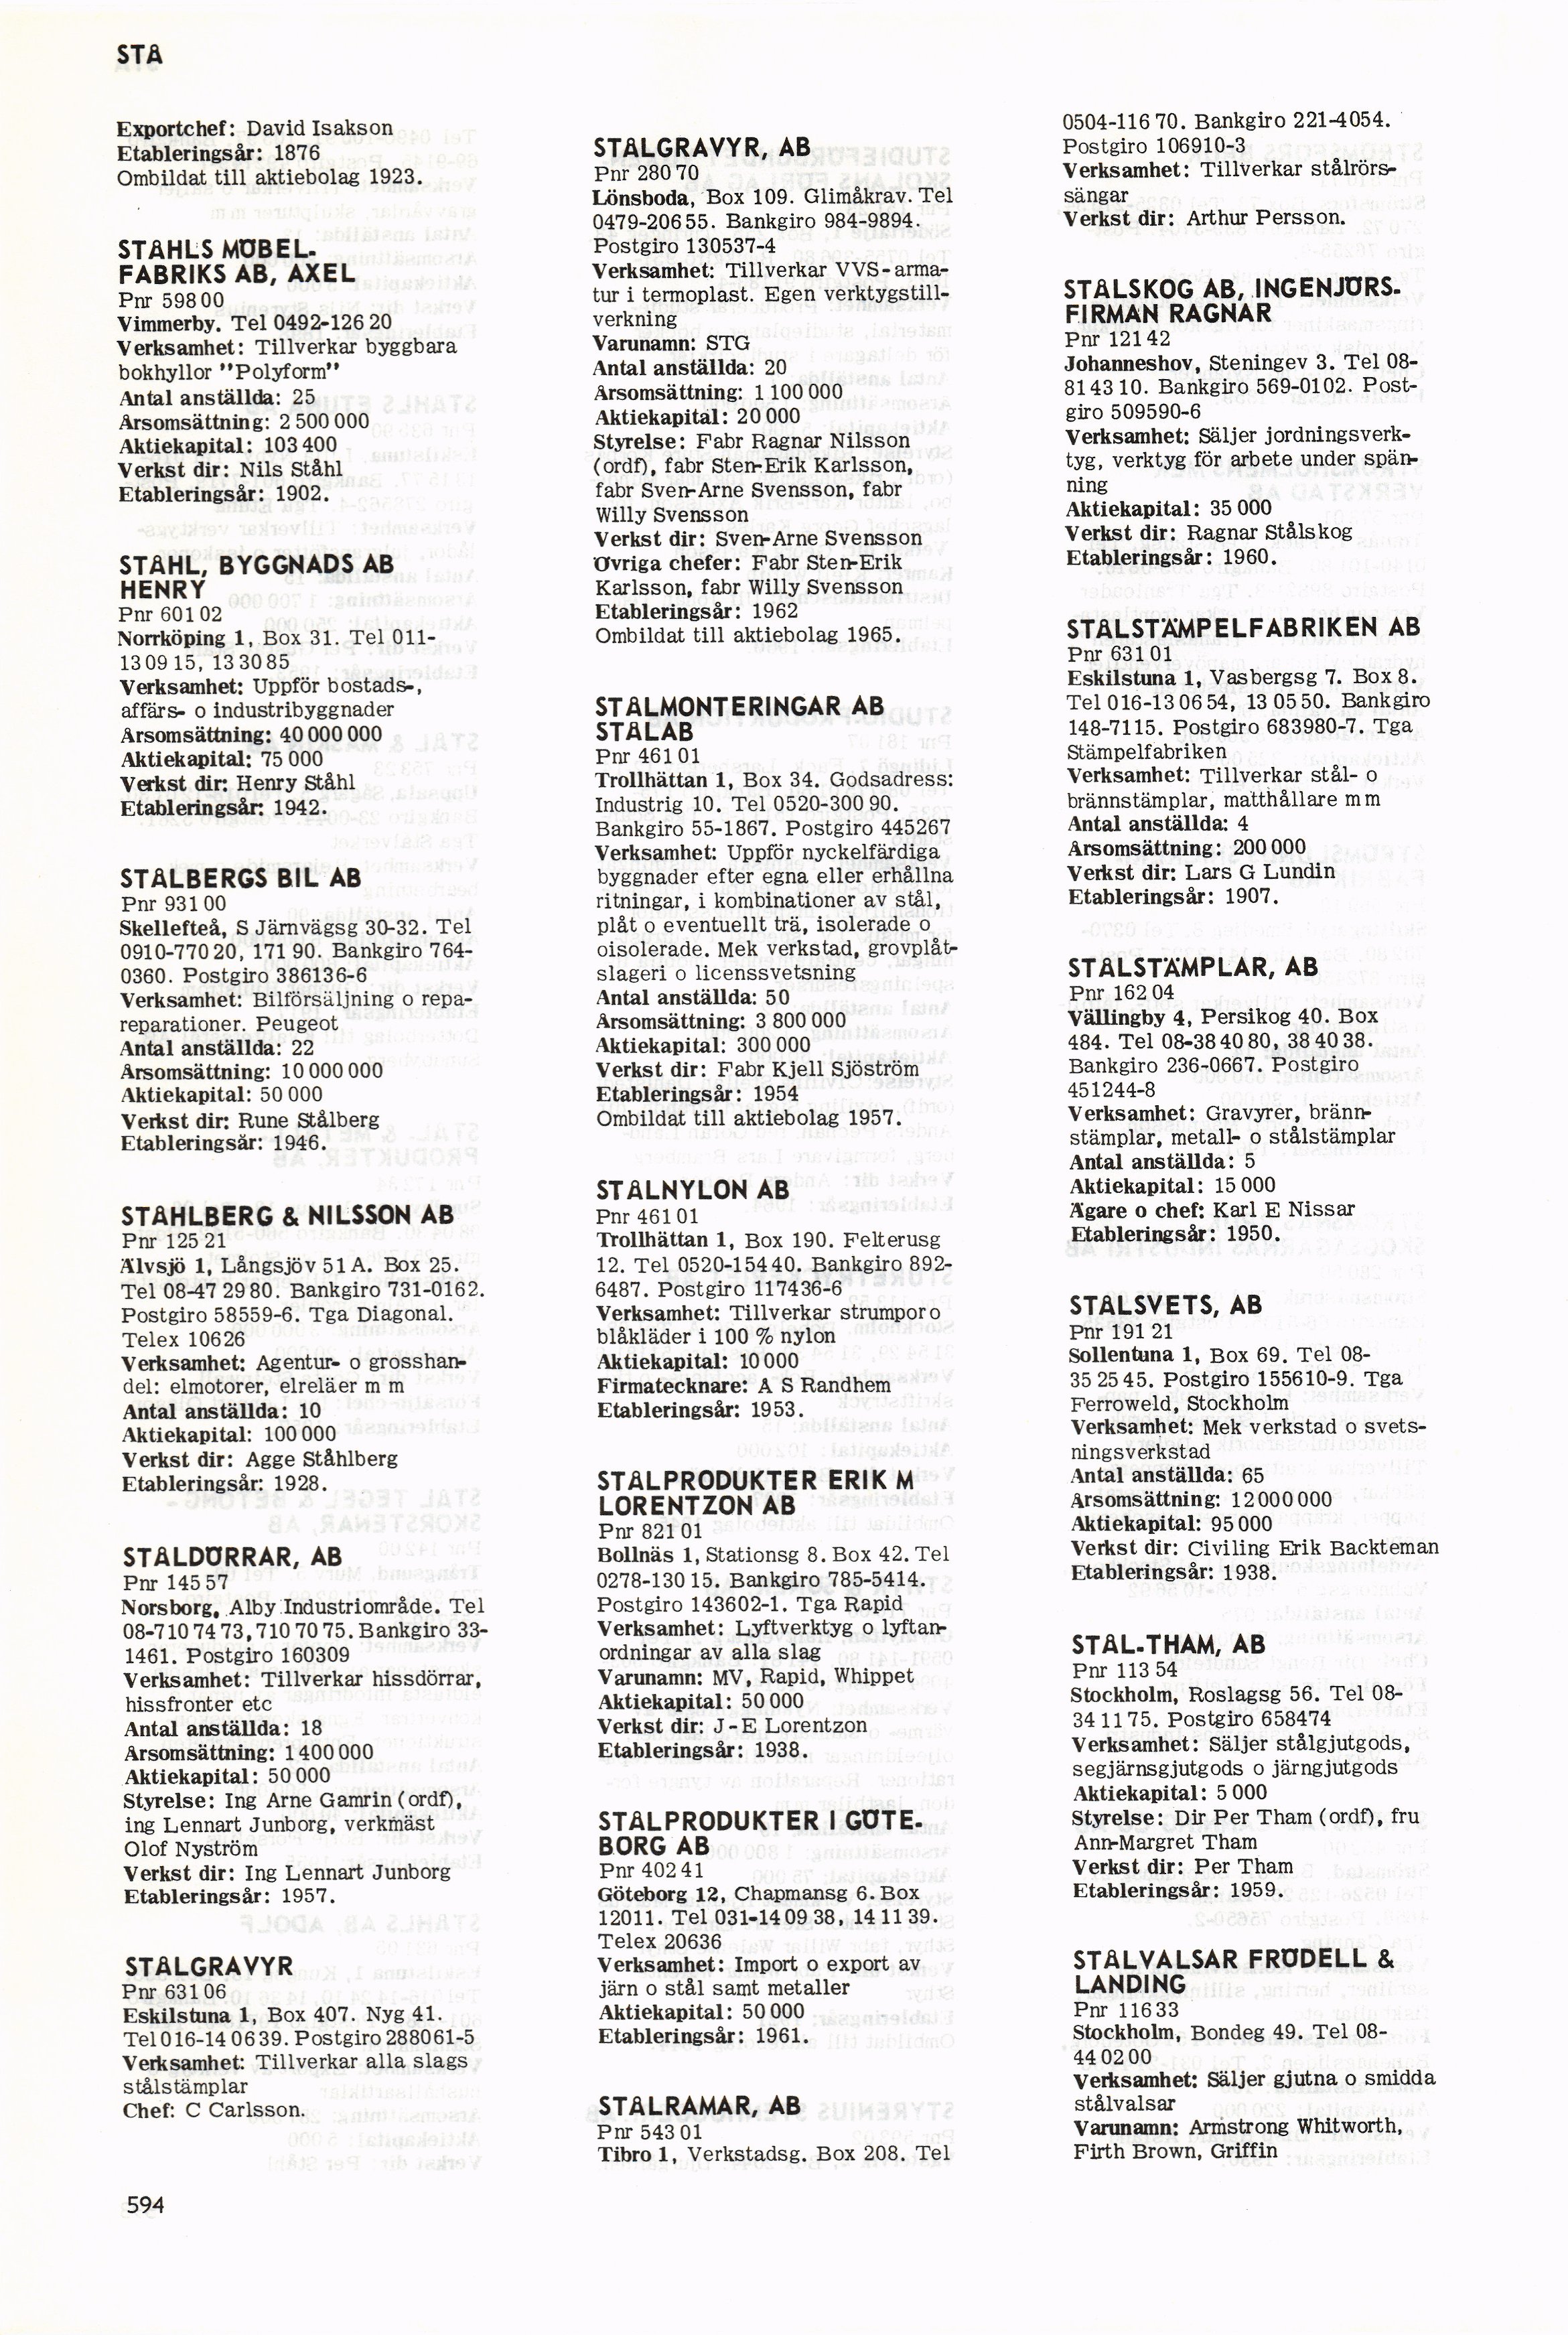 STÅ
Exportchef: David Isakson
Etableringsår: 1876
Ombildat till aktiebolag 1923.
STÅHLS MÖBEL-
FABRIKS AB, AXEL
Pnr 598 00
Vimmerby. Tel 0492-126 20
Verksamhet: Tillverkar byggbara
bokhyllor "Polyform"
Antal anställda: 25
Årsomsättning: 2 500 000
Aktiekapital: 103 400
Verkst dir: Nils Ståhl
Etableringsår: 1902.
STÅHL, BYGGNADS AB
HENRY
Pnr 601 02
Norrköping 1, Box 31. Tel 011-
13 09 15, 13 30 85
Verksamhet: Uppför bostads-,
affärs- o industribyggnader
Årsomsättning: 40 000 000
Aktiekapital: 75 000
Verkst dir: Henry Ståhl
Etableringsår: 1942.
STÅLBERGS BIL AB
Pnr 931 00
Skellefteå, S Järnvägsg 30-32. Tel
0910-770 20, 171 90. Bankgiro 764-
0360. Postgiro 386136-6
Verksamhet: Bilförsäljning o repa-
reparationer. Peugeot
Antal anställda: 22
Årsomsättning: 10 000 000
Aktiekapital: 50 000
Verkst dir: Rune Stålberg
Etableringsår: 1946.
STÅHLBERG & NILSSON AB
Pnr 125 21
Älvsjö 1, Långsjöv 51 A. Box 25.
Tel 08-47 29 80. Bankgiro 731-0162.
Postgiro 58559-6. Tga Diagonal.
Telex 10626
Verksamhet: Agentur- o grosshan-
del: elmotorer, elreläer m m
Antal anställda: 10
Aktiekapital: 100 000
Verkst dir: Agge Ståhlberg
Etableringsår: 1928.
STÅLDÖRRAR, AB
Pnr 145 57
Norsborg, Alby Industriområde. Tel
08-710 74 73, 710 70 75. Bankgiro 33-
1461. Postgiro 160309
Verksamhet: Tillverkar hissdörrar,
hissfronter etc
Antal anställda: 18
Årsomsättning: 1 400 000
Aktiekapital: 50 000
Styrelse: Ing Arne Gamrin (ordf),
ing Lennart Junborg, verkmäst
Olof Nyström
Verkst dir: Ing Lennart Junborg
Etableringsår: 1957.
STÅLGRAVYR
Pnr 631 06
Eskilstuna 1, Box 407. Nyg 41.
Tel 016-14 06 39. Postgiro 288061-5
Verksamhet: Tillverkar alla slags
stålstämplar
Chef: C Carlsson.
594
STÅLGRAVYR, AB
Pnr 280 70
Lönsboda, Box 109. Glimåkrav. Tel
0479-206 55. Bankgiro 984-9894.
Postgiro 130537-4
Verksamhet: Tillverkar VVS-arma-
tur i termoplast. Egen verktygstill-
verkning
Varunamn: STG
Antal anställda: 20
Årsomsättning: 1 100 000
Aktiekapital: 20 000
Styrelse: Fabr Ragnar Nilsson
(ordf), fabr Sten-Erik Karlsson,
fabr Sven-Arne Svensson, fabr
Willy Svensson
Verkst dir: Sven-Arne Svensson
Övriga chefer: Fabr Sten-Erik
Karlsson, fabr Willy Svensson
Etableringsår: 1962
Ombildat till aktiebolag 1965.
STÅLMONTERINGAR AB
STÅLAB
Pnr 461 01
Trollhättan 1, Box 34. Godsadress:
Industrig 10. Tel 0520-300 90.
Bankgiro 55-1867. Postgiro 445267
Verksamhet: Uppför nyckelfärdiga
byggnader efter egna eller erhållna
ritningar, i kombinationer av stål,
plåt o eventuellt trä, isolerade o
oisolerade. Mek verkstad, grovplåt-
slageri o licenssvetsning
Antal anställda: 50
Årsomsättning: 3 800 000
Aktiekapital: 300 000
Verkst dir: Fabr Kjell Sjöström
Etableringsår: 1954
Ombildat till aktiebolag 1957.
STÅLNYLON AB
Pnr 461 01
Trollhättan 1, Box 190. Felterusg
12. Tel 0520-154 40. Bankgiro 892-
6487. Postgiro 117436-6
Verksamhet: Tillverkar strumpor o
blåkläder i 100 % nylon
Aktiekapital: 10 000
Firmatecknare: A S Randhem
Etableringsår: 1953.
STÅLPRODUKTER ERIK M
LORENTZON AB
Pnr 821 01
Bollnäs 1, Stationsg 8. Box 42. Tel
0278-130 15. Bankgiro 785-5414.
Postgiro 143602-1. Tga Rapid
Verksamhet: Lyftverktyg o lyftan-
ordningar av alla slag
Varunamn: MV, Rapid, Whippet
Aktiekapital: 50 000
Verkst dir: J-E Lorentzon
Etableringsår: 1938.
STÅLPRODUKTER I GÖTE-
BORG AB
Pnr 402 41
Göteborg 12, Chapmansg 6. Box
12011. Tel 031-14 09 38, 14 11 39.
Telex 20636
Verksamhet: Import o export av
järn o stål samt metaller
Aktiekapital: 50 000
Etableringsår: 1961.
STÅLRAMAR, AB
Pnr 543 01
Tibro 1, Verkstadsg. Box 208. Tel
0504-116 70. Bankgiro 221-4054.
Postgiro 106910-3
Verksamhet: Tillverkar stålrörs-
sängar
Verkst dir: Arthur Persson.
STÅLSKOG AB, INGENJÖRS-
FIRMAN RAGNAR
Pnr 121 42
Johanneshov, Steningev 3. Tel 08-
81 43 10. Bankgiro 569-0102. Post-
giro 509590-6
Verksamhet: Säljer jordningsverk-
tyg, verktyg för arbete under spän-
ning
Aktiekapital: 35 000
Verkst dir: Ragnar Stålskog
Etableringsår: 1960.
STÅLSTÄMPELFABRIKEN AB
Pnr 631 01
Eskilstuna 1, Vasbergsg 7. Box 8.
Tel 016-13 06 54, 13 05 50. Bankgiro
148-7115. Postgiro 683980-7. Tga
Stämpelfabriken
Verksamhet: Tillverkar stål- o
brännstämplar, matthållare m m
Antal anställda: 4
Årsomsättning: 200 000
Verkst dir: Lars G Lundin
Etableringsår: 1907.
STÅLSTÄMPLAR, AB
Pnr 162 04
Vällingby 4, Persikog 40. Box
484. Tel 08-38 40 80, 38 40 38.
Bankgiro 236-0667. Postgiro
451244-8
Verksamhet: Gravyrer, bränn-
stämplar, metall- o stålstämplar
Antal anställda: 5
Aktiekapital: 15 000
Ägare o chef: Karl E Nissar
Etableringsår: 1950.
STÅLSVETS, AB
Pnr 191 21
Sollentuna 1, Box 69. Tel 08-
35 25 45. Postgiro 155610-9. Tga
Ferroweld, Stockholm
Verksamhet: Mek verkstad o svets-
ningsverkstad
Antal anställda: 65
Årsomsättning: 12 000 000
Aktiekapital: 95 000
Verkst dir: Civiling Erik Backteman
Etableringsår: 1938.
STÅL-THAM, AB
Pnr 113 54
Stockholm, Roslagsg 56. Tel 08-
34 11 75. Postgiro 658474
Verksamhet: Säljer stålgjutgods,
segjärnsgjutgods o järngjutgods
Aktiekapital: 5 000
Styrelse: Dir Per Tham (ordf), fru
Ann-Margret Tham
Verkst dir: Per Tham
Etableringsår: 1959.
STÅLVALSAR FRÖDELL &
LANDING
Pnr 116 33
Stockholm, Bondeg 49. Tel 08-
44 02 00
Verksamhet: Säljer gjutna o smidda
stålvalsar
Varunamn: Armstrong Whitworth,
Firth Brown, Griffin